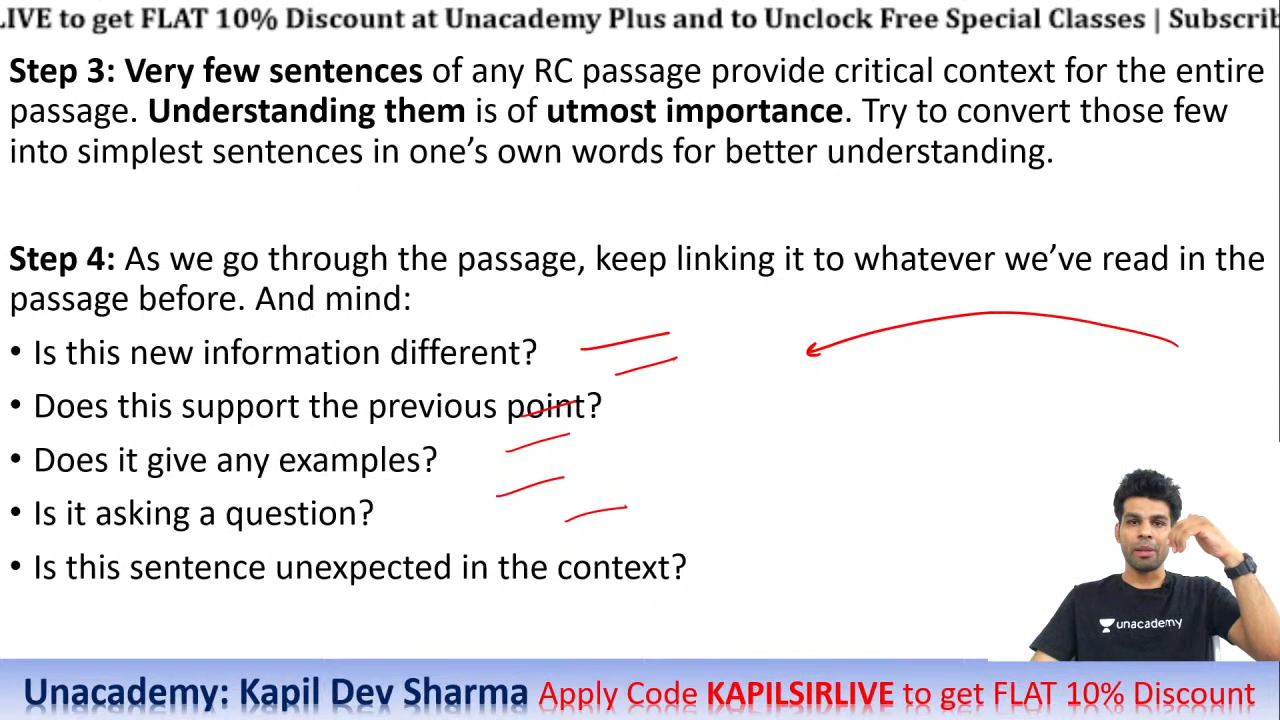 LIVE to get FLAT 10% Discount at Unacademy Plus and to Unclock Free Special Classes | Subscrib
Step 3: Very few sentences of any RC passage provide critical context for the entire
passage. Understanding them is of utmost importance. Try to convert those few
into simplest sentences in one’s own words for better understanding.
Step 4: As we go through the passage, keep linking it to whatever we’ve read in the
passage before. And mind:
• Is this new information different?
• Does this support the previous point?
• Does it give any examples?
• Is it asking a question?
• Is this sentence unexpected in the context?
unacademy
Unacademy: Kapil Dev Sharma Apply Code KAPILSIRLIVE to get FLAT 10% Discount